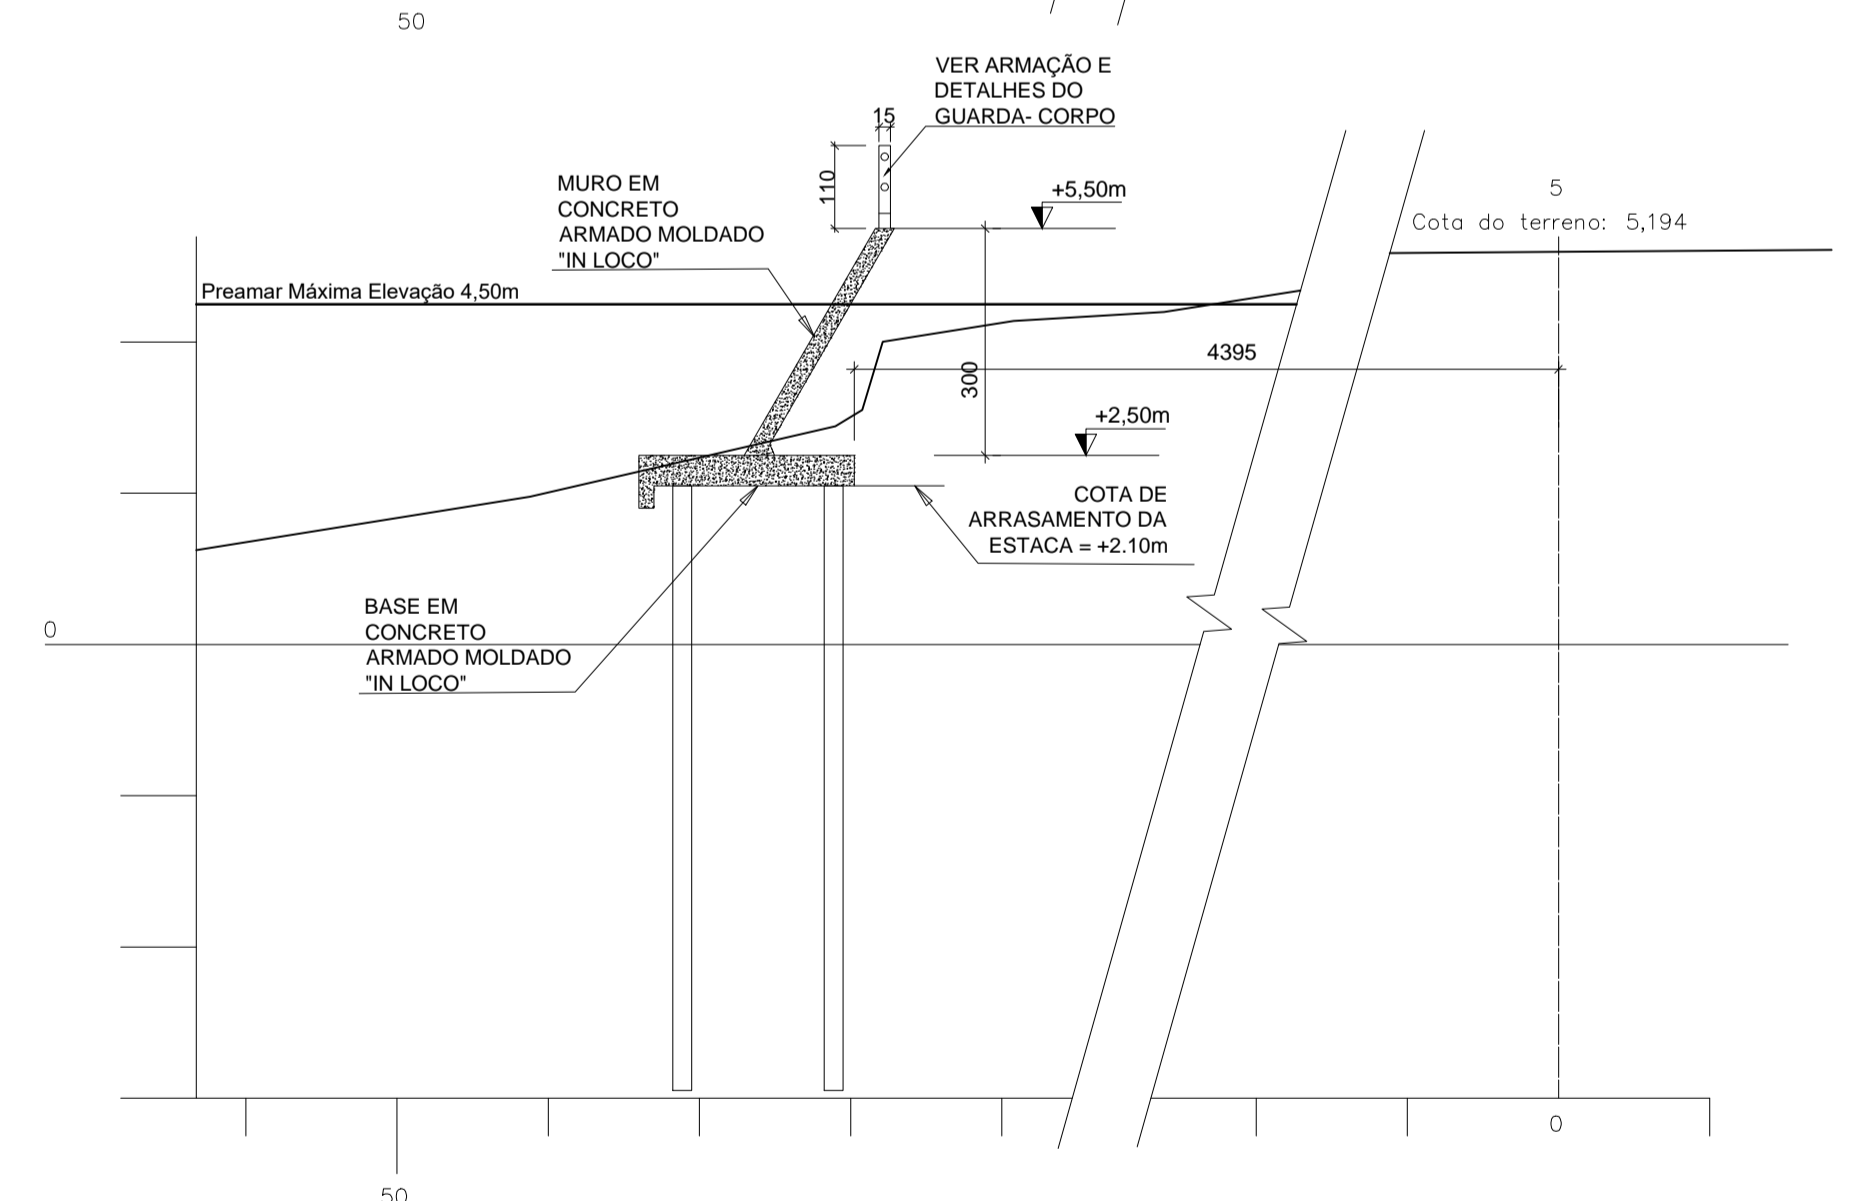 50
VER ARMAÇÃO E
DETALHES DO
GUARDA- CORPO
15
110
MURO EM
CONCRETO
ARMADO MOLDADO
"IN LOCO"
+5,50m
5
Cota do terreno: 5,194
Preamar Máxima Elevação 4,50m
4395
300
+2,50m
COTA DE
ARRASAMENTO DA
ESTACA = +2.10m
BASE EM
CONCRETO
ARMADO MOLDADO
"IN LOCO"
0
0
50